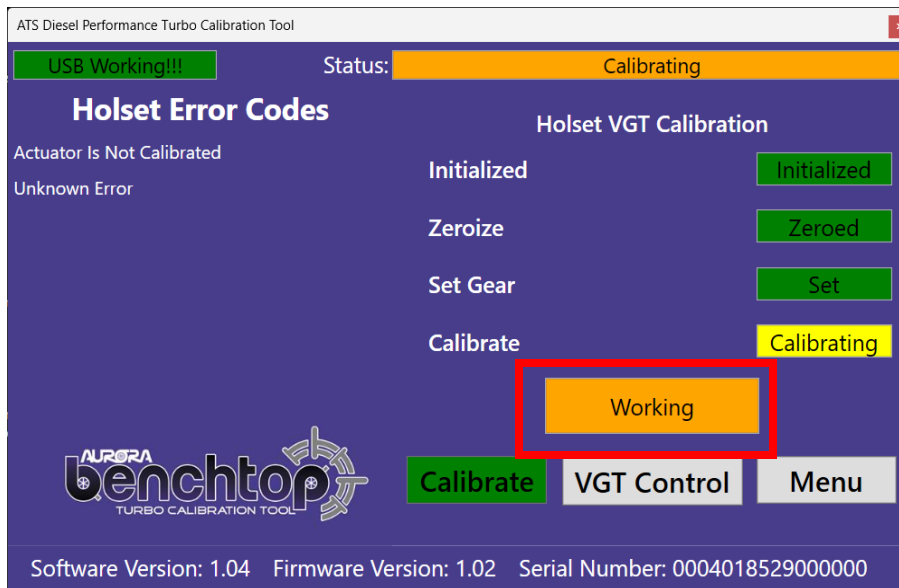 ATS Diesel Performance Turbo Calibration Tool
USB Working!!!
Status:
Calibrating
Holset Error Codes
Actuator Is Not Calibrated
Unknown Error
Holset VGT Calibration
Initialized
Initialized
Zeroize
Zeroed
Set Gear
Set
Calibrate
Calibrating
Working
AURORA
benchtop
TURBO CALIBRATION TOOL
Calibrate
VGT Control
Menu
Software Version: 1.04 Firmware Version: 1.02 Serial Number: 0004018529000000